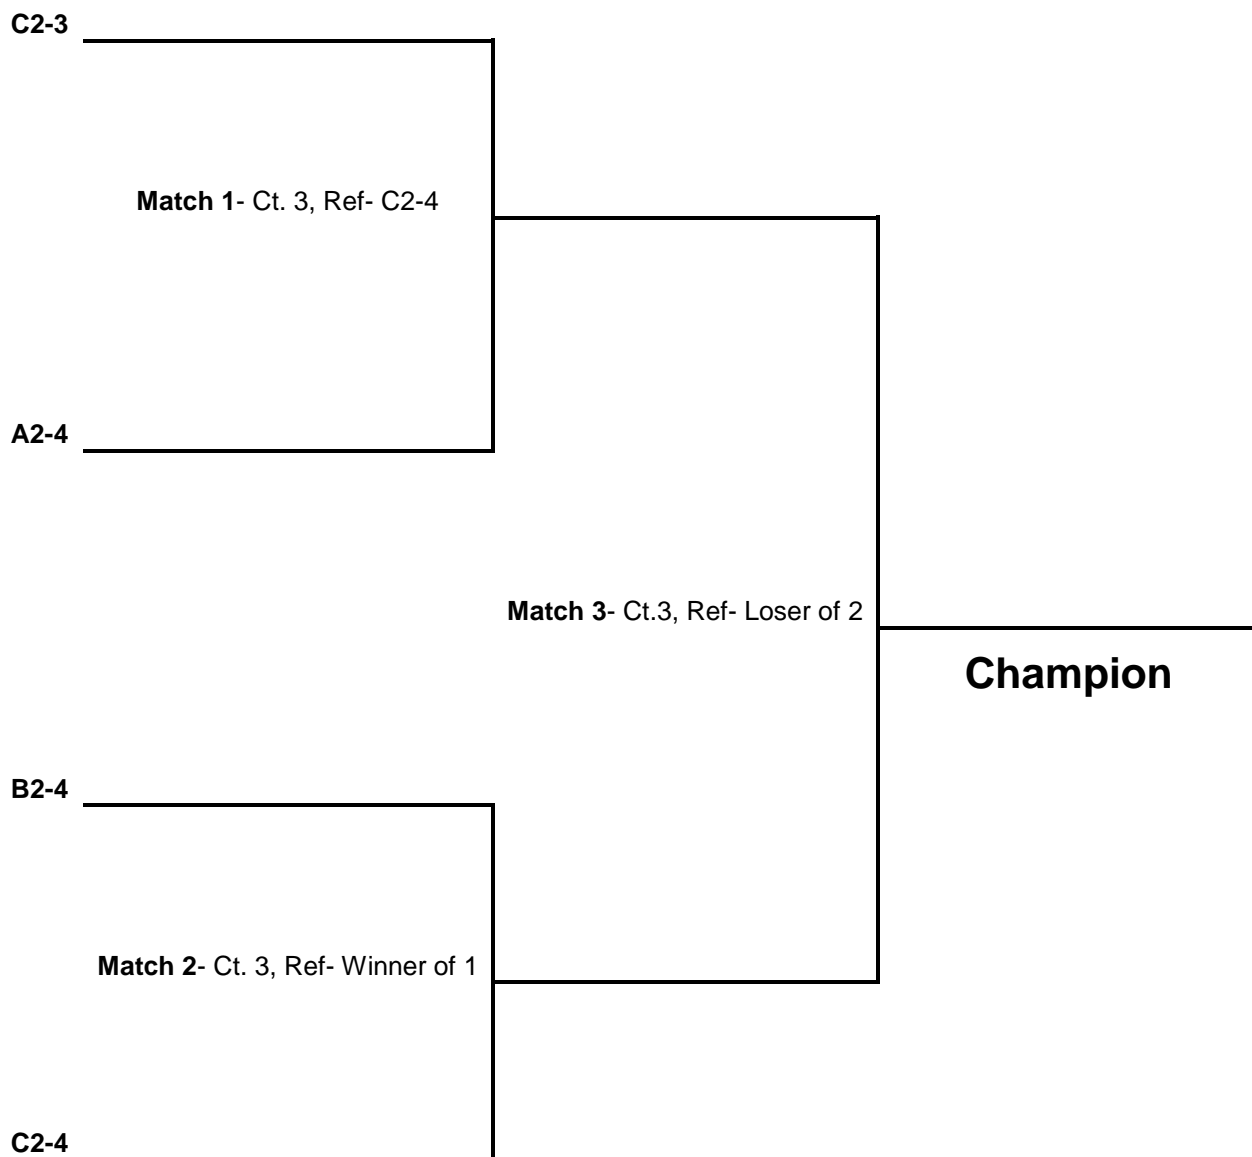 C2-3
Match 1- Ct. 3, Ref- C2-4
A2-4
Match 3- Ct.3, Ref- Loser of 2
Champion
B2-4
Match 2- Ct. 3, Ref- Winner of 1
C2-4